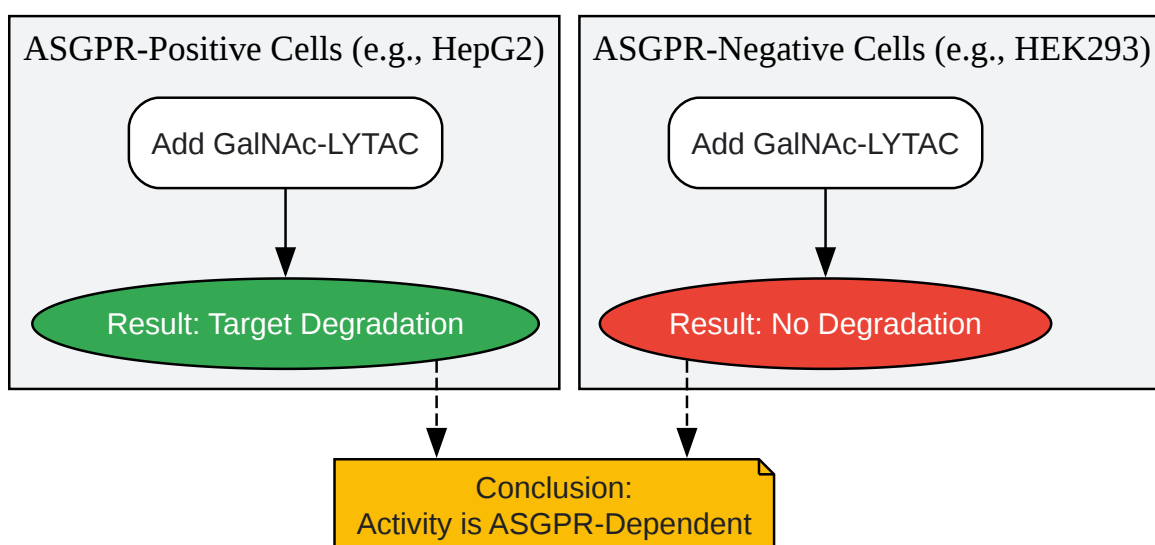 ASGPR-Positive Cells (e.g., HepG2)
Add GalNAc-LYTAC
Result: Target Degradation
ASGPR-Negative Cells (e.g., HEK293)
Add GalNAc-LYTAC
Result: No Degradation
Conclusion:
Activity is ASGPR-Dependent